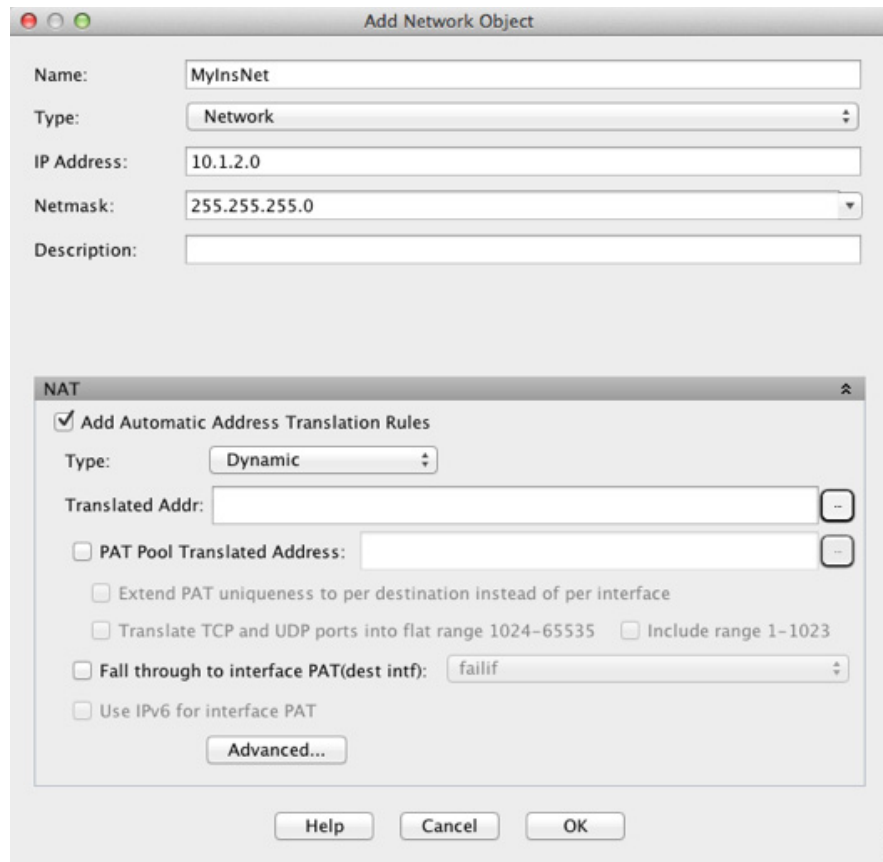 Add Network Object
Name: MyInsNet
Type: Network
IP Address: 10.1.2.0
Netmask: 255.255.255.0
Description:
NAT
Add Automatic Address Translation Rules
Type: Dynamic
Translated Addr: ...
PAT Pool Translated Address: ...
Extend PAT uniqueness to per destination instead of per interface
Translate TCP and UDP ports into flat range 1024-65535 Include range 1-1023
Fall through to interface PAT(dest intf): failif
Use IPv6 for interface PAT
Advanced...
Help Cancel OK